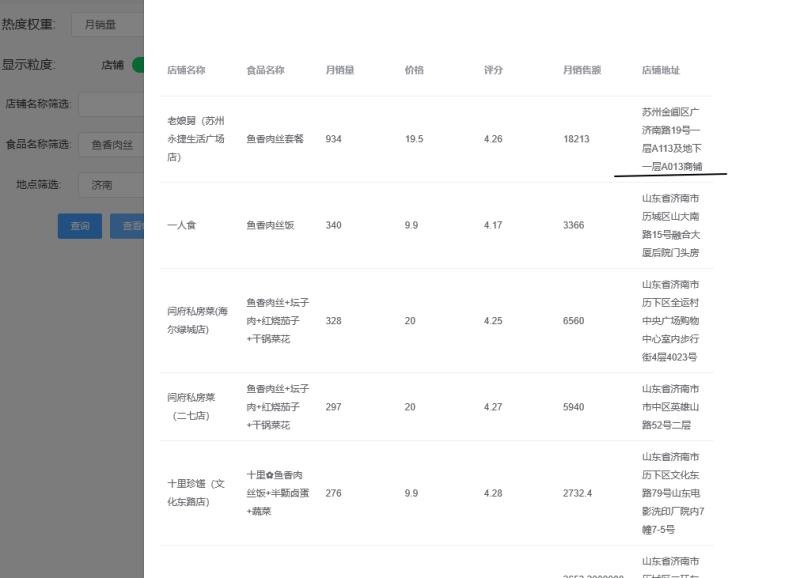 热度权重:
月销量
显示粒度:
店铺
店铺名称筛选:
食品名称筛选:
鱼香肉丝
地点筛选:
济南
查询
查看
店铺名称
食品名称
月销量
价格
评分
月销售额
店铺地址
老娘舅（苏州
永捷生活广场
店）
鱼香肉丝套餐
934
19.5
4.26
18213
苏州金阊区广
济南路19号一
层A113及地下
一层A013商铺
一人食
鱼香肉丝饭
340
9.9
4.17
3366
山东省济南市
历城区山大南
路15号融合大
厦后院门头房
问府私房菜(海
尔绿城店)
鱼香肉丝+坛子
肉+红烧茄子
+干锅菜花
328
20
4.25
6560
山东省济南市
历下区全运村
中央广场购物
中心室内步行
街4层4023号
问府私房菜
（二七店）
鱼香肉丝+坛子
肉+红烧茄子
+干锅菜花
297
20
4.27
5940
山东省济南市
市中区英雄山
路52号二层
十里珍馐（文
化东路店）
十里✿鱼香肉
丝饭+半颗卤蛋
+蔬菜
276
9.9
4.28
2732.4
山东省济南市
历下区文化东
路79号山东电
影洗印厂院内7
幢7-5号
山东省济南市